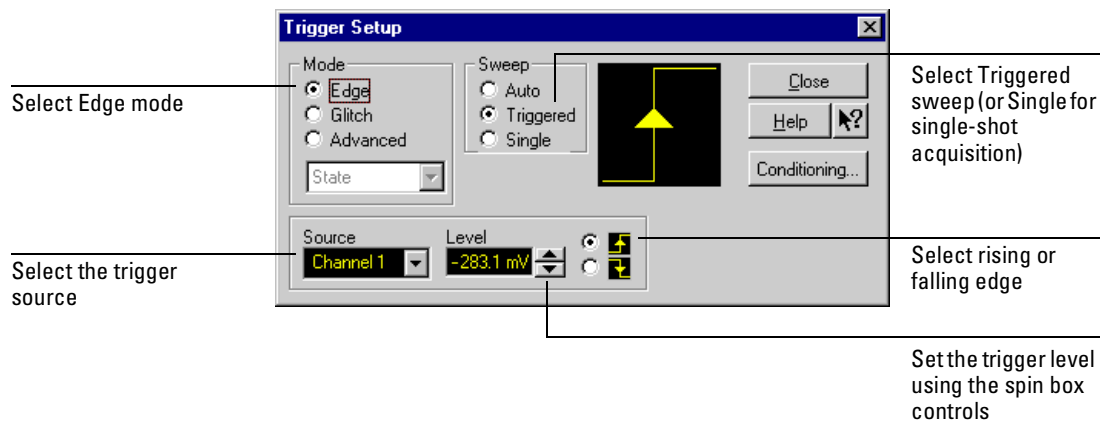 Trigger Setup
Mode
Edge
Glitch
Advanced
State
Sweep
Auto
Triggered
Single
Close
Help
?
Conditioning...
Source
Channel 1
Level
-283.1 mV
Select Edge mode
Select the trigger
source
Select Triggered
sweep (or Single for
single-shot
acquisition)
Select rising or
falling edge
Set the trigger level
using the spin box
controls